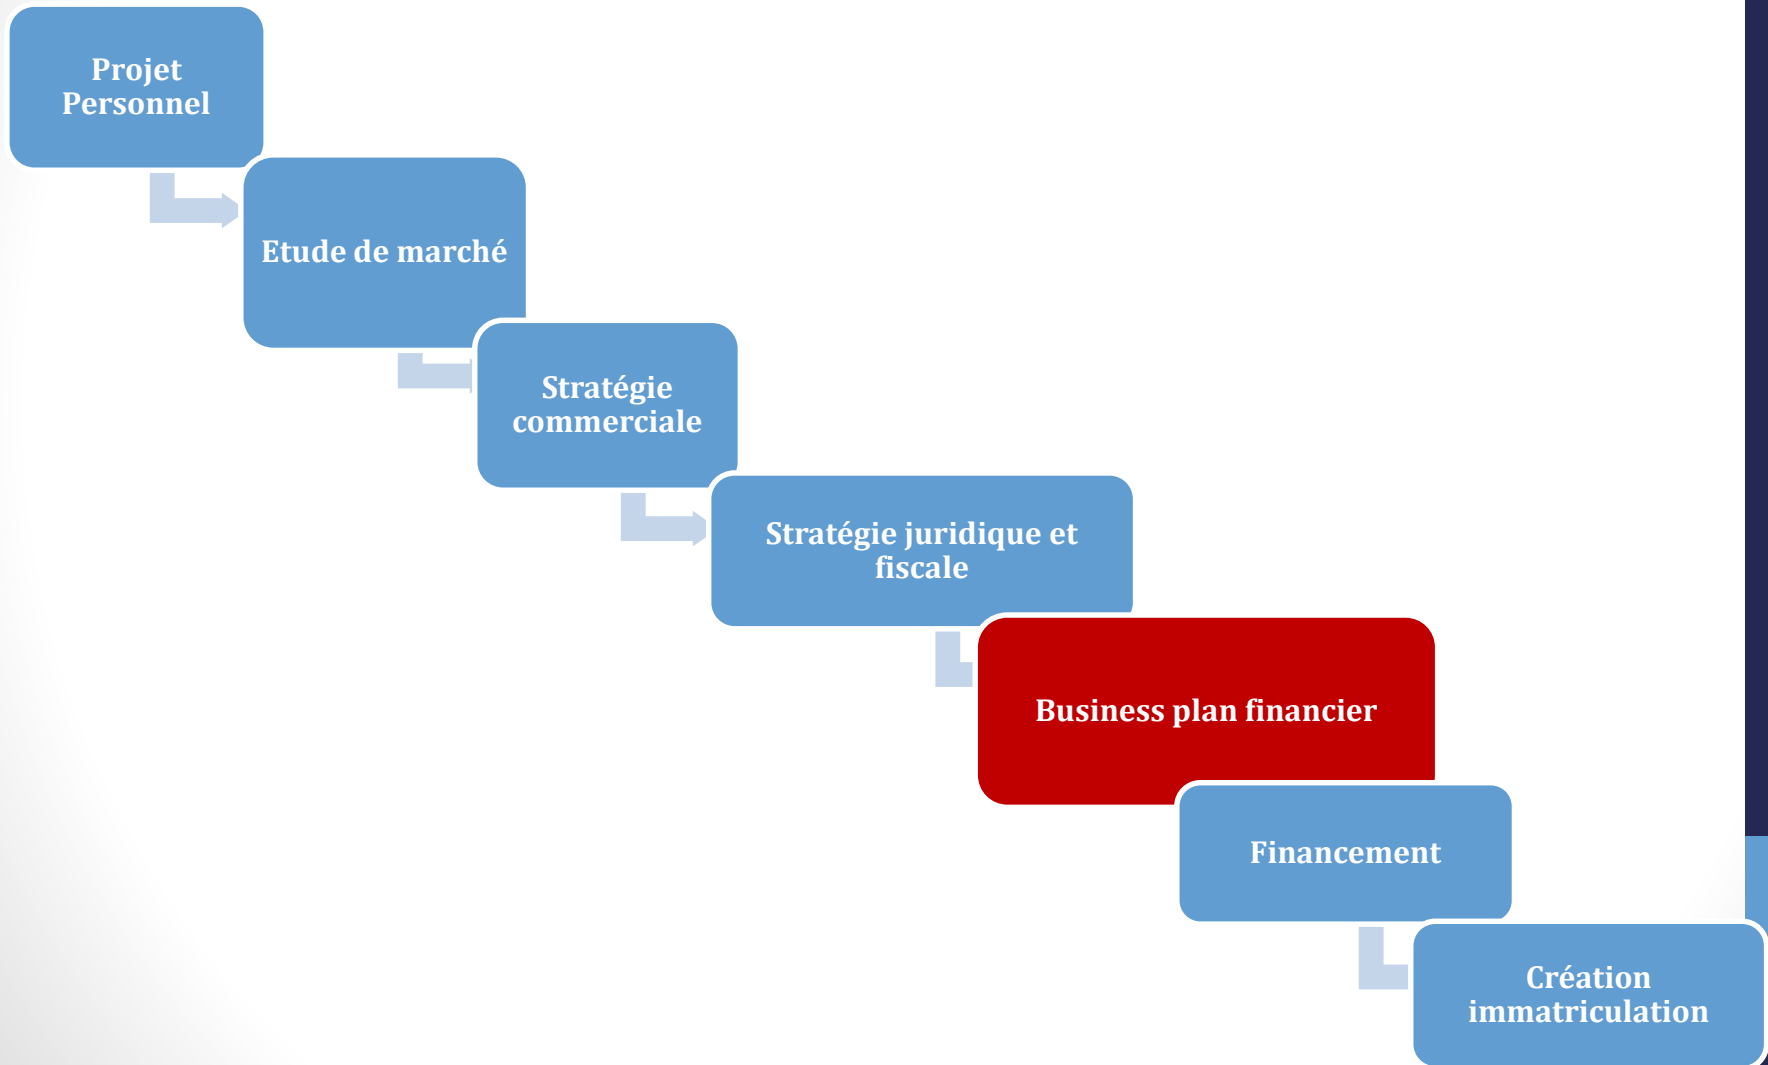 Projet
Personnel
Etude de marché
Stratégie
commerciale
Stratégie juridique et
fiscale
Business plan financier
Financement
Création
immatriculation